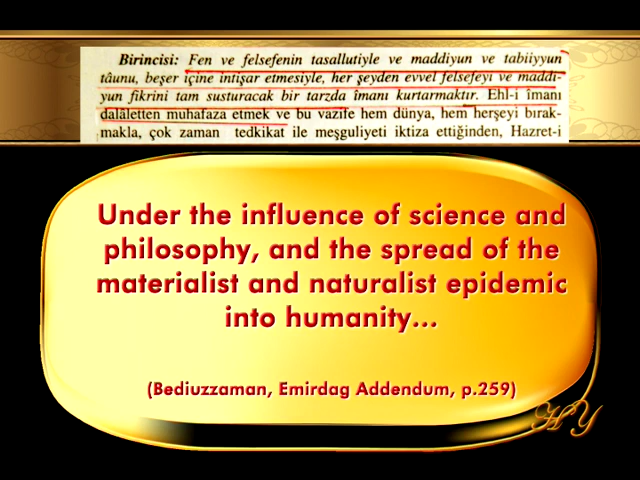 Birincisi: Fen ve felsefenin tasallutiyle ve maddiyun ve tabiiyyun
tâunu, beşer içine intişar etmesiyle, her şeyden evvel felsefeyi ve maddi-
yun fikrini tam susturacak bir tarzda îmanı kurtarmaktır. Ehl-i îmanı
dalâletten muhafaza etmek ve bu vazife hem dünya, hem herşeyi bırak-
makla, çok zaman tedkikat ile meşguliyeti iktiza ettiğinden, Hazret-i
Under the influence of science and
philosophy, and the spread of the
materialist and naturalist epidemic
into humanity...
(Bediuzzaman, Emirdag Addendum, p.259)
HY